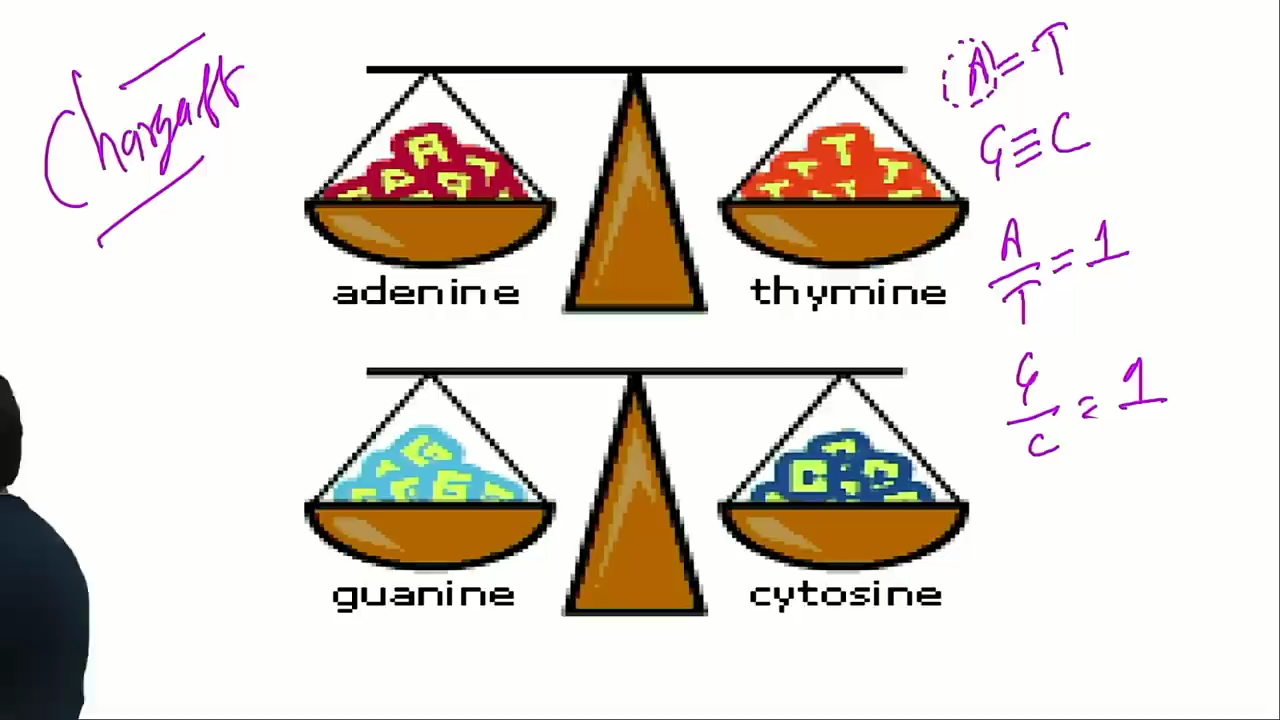 Chargaff
A = T
G ≡ C
A/T = 1
G/C = 1
adenine
thymine
guanine
cytosine
A
A
T
T
G
G
C
C